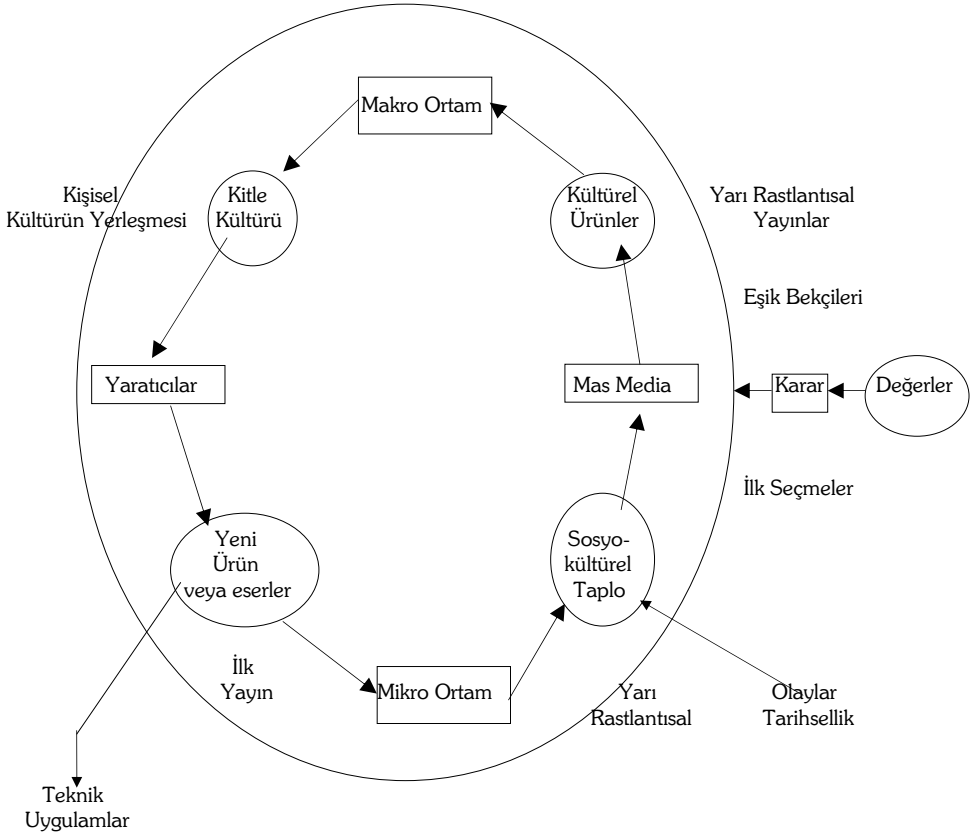 Makro Ortam
Kişisel
Kültürün Yerleşmesi
Kitle
Kültürü
Kültürel
Ürünler
Yarı Rastlantısal
Yayınlar
Eşik Bekçileri
Yaratıcılar
Mas Media
Karar
Değerler
İlk Seçmeler
Yeni
Ürün
veya eserler
Sosyo-
kültürel
Taplo
İlk
Yayın
Mikro Ortam
Yarı
Rastlantısal
Olaylar
Tarihsellik
Teknik
Uygulamlar